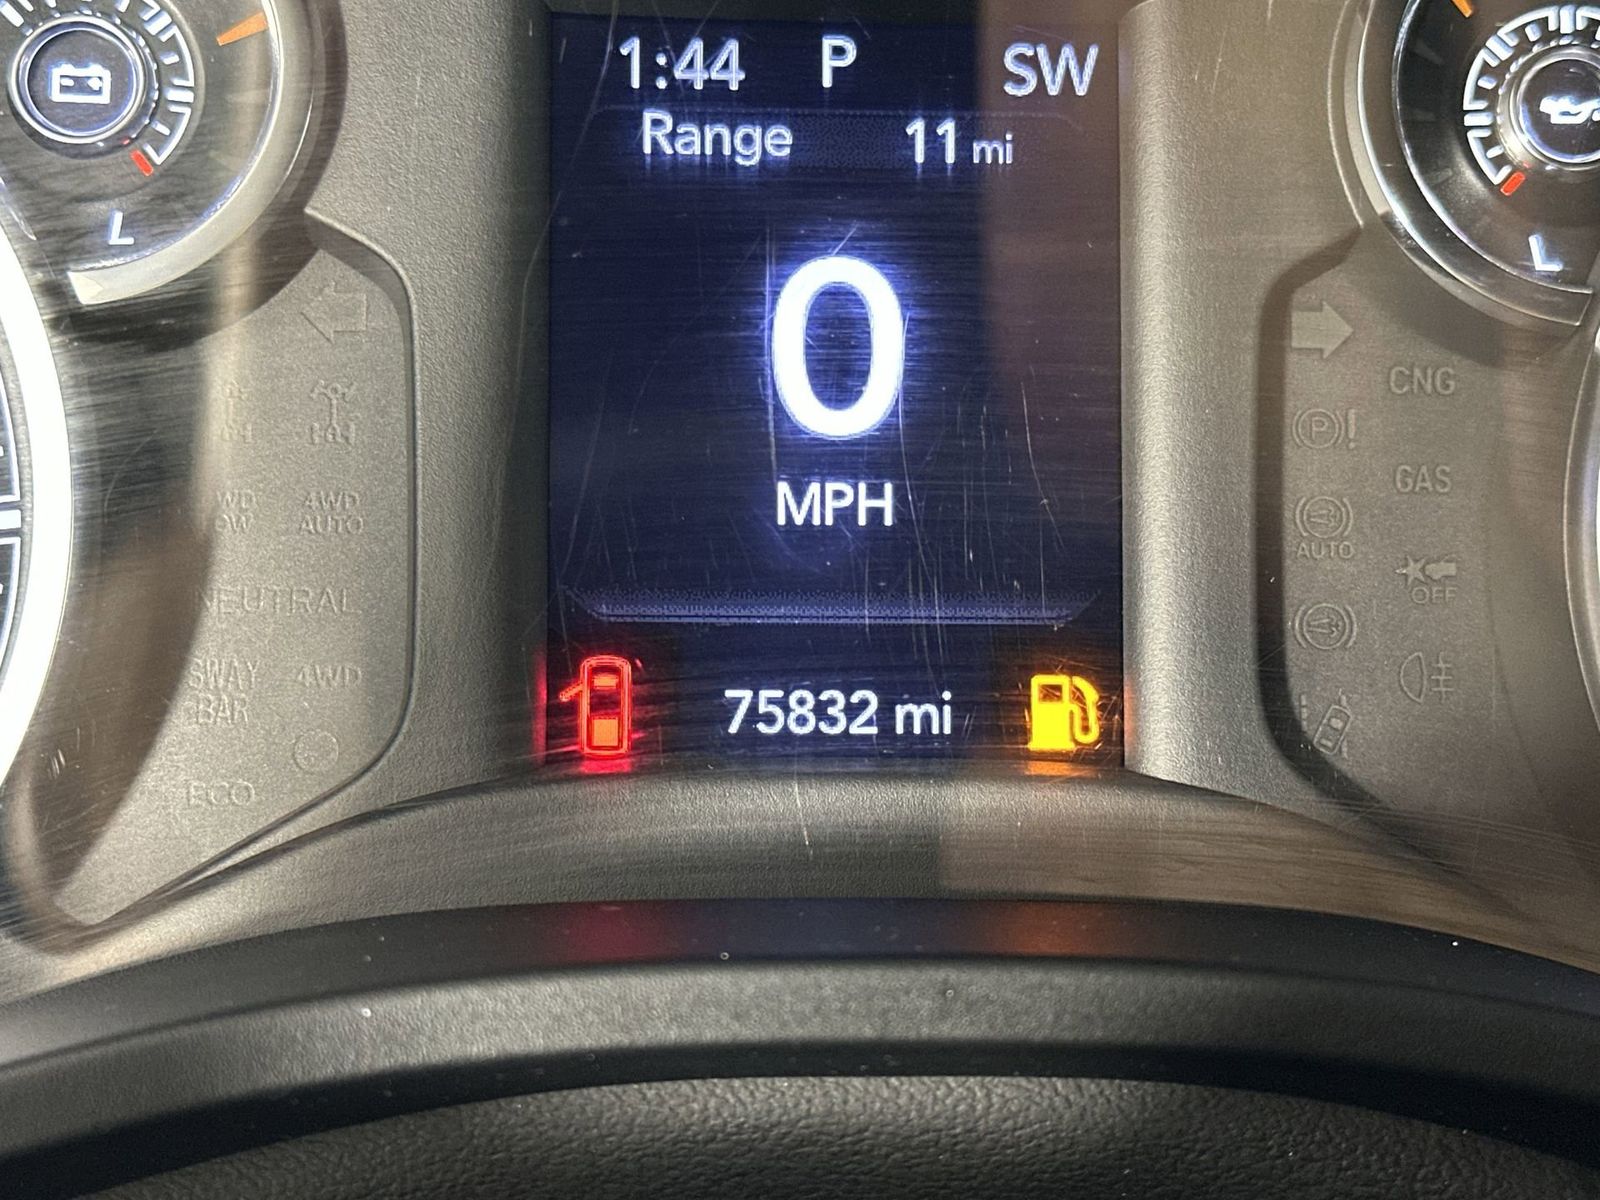 1:44 P SW
Range 11 mi
L
L
0
CNG
GAS
4WD
AUTO
MPH
AUTO
OFF
NEUTRAL
SWAY
BAR
4WD
75832 mi
ECO